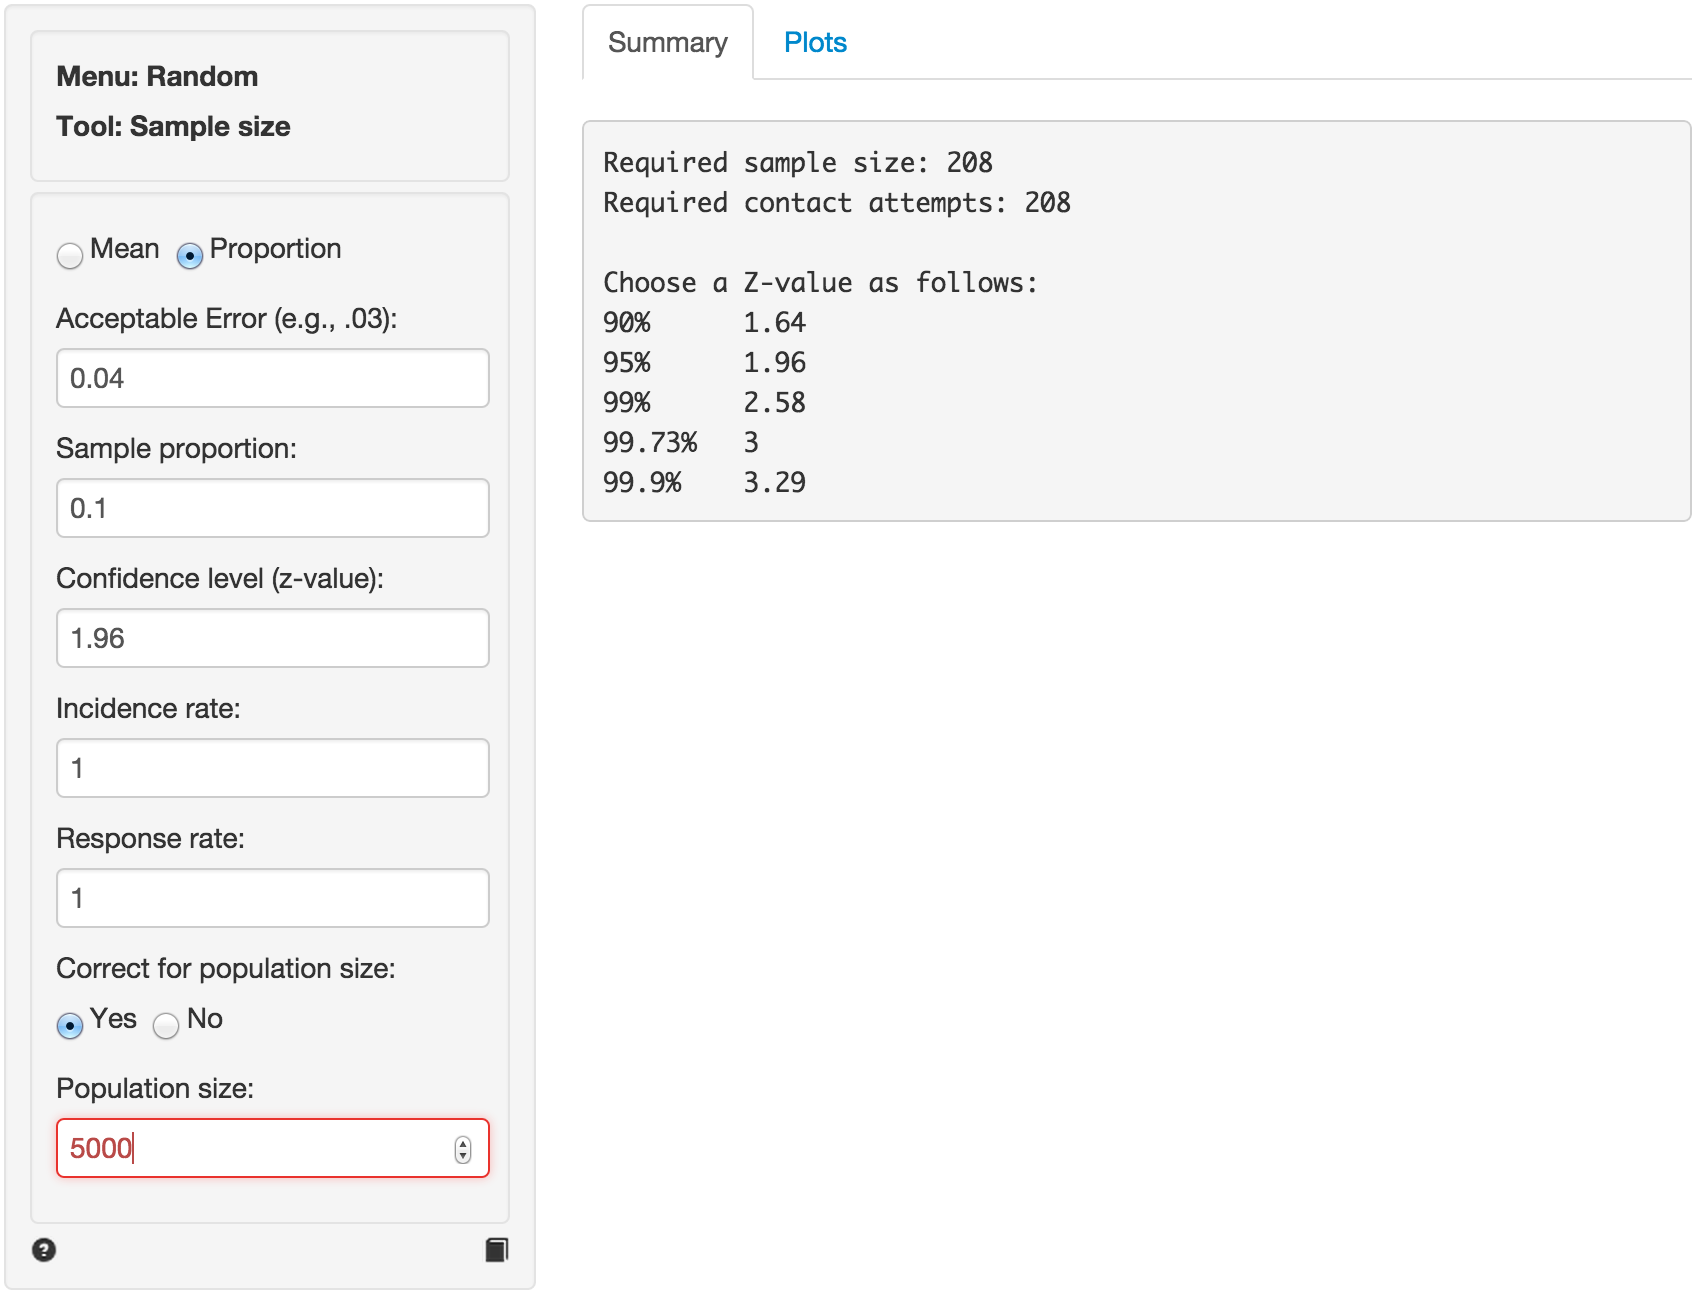 Menu: Random
Tool: Sample size
Mean Proportion
Acceptable Error (e.g., .03):
0.04
Sample proportion:
0.1
Confidence level (z-value):
1.96
Incidence rate:
1
Response rate:
1
Correct for population size:
Yes No
Population size:
5000
?
Summary Plots
Required sample size: 208
Required contact attempts: 208
Choose a Z-value as follows:
90% 1.64
95% 1.96
99% 2.58
99.73% 3
99.9% 3.29